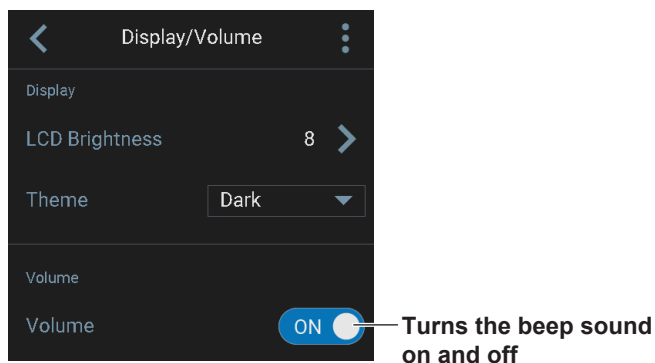 Display/Volume
Display
LCD Brightness 8
Theme Dark
Volume
Volume ON
Turns the beep sound
on and off